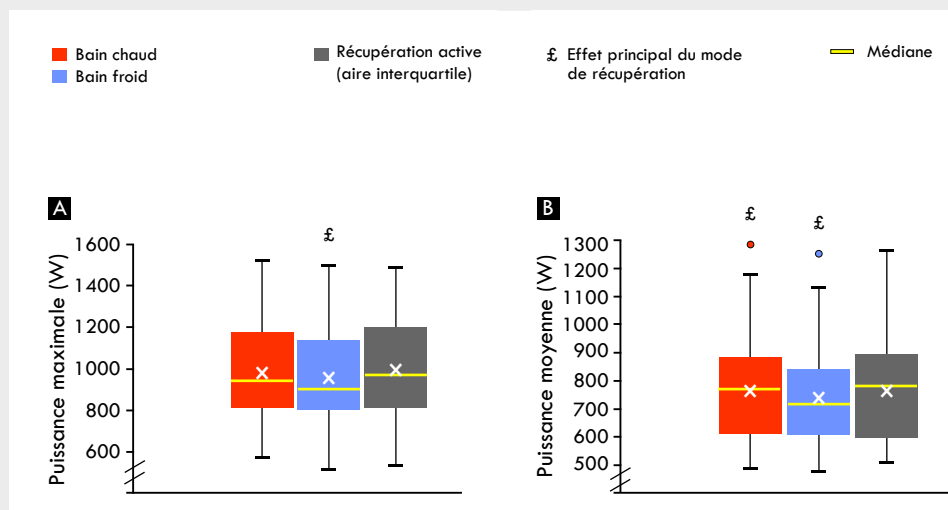 Bain chaud
Bain froid
Récupération active
(aire interquartile)
£ Effet principal du mode
de récupération
Médiane
A
£
Puissance maximale (W)
1600
1400
1200
1000
800
600
B
£
£
Puissance moyenne (W)
1300
1200
1100
1000
900
800
700
600
500